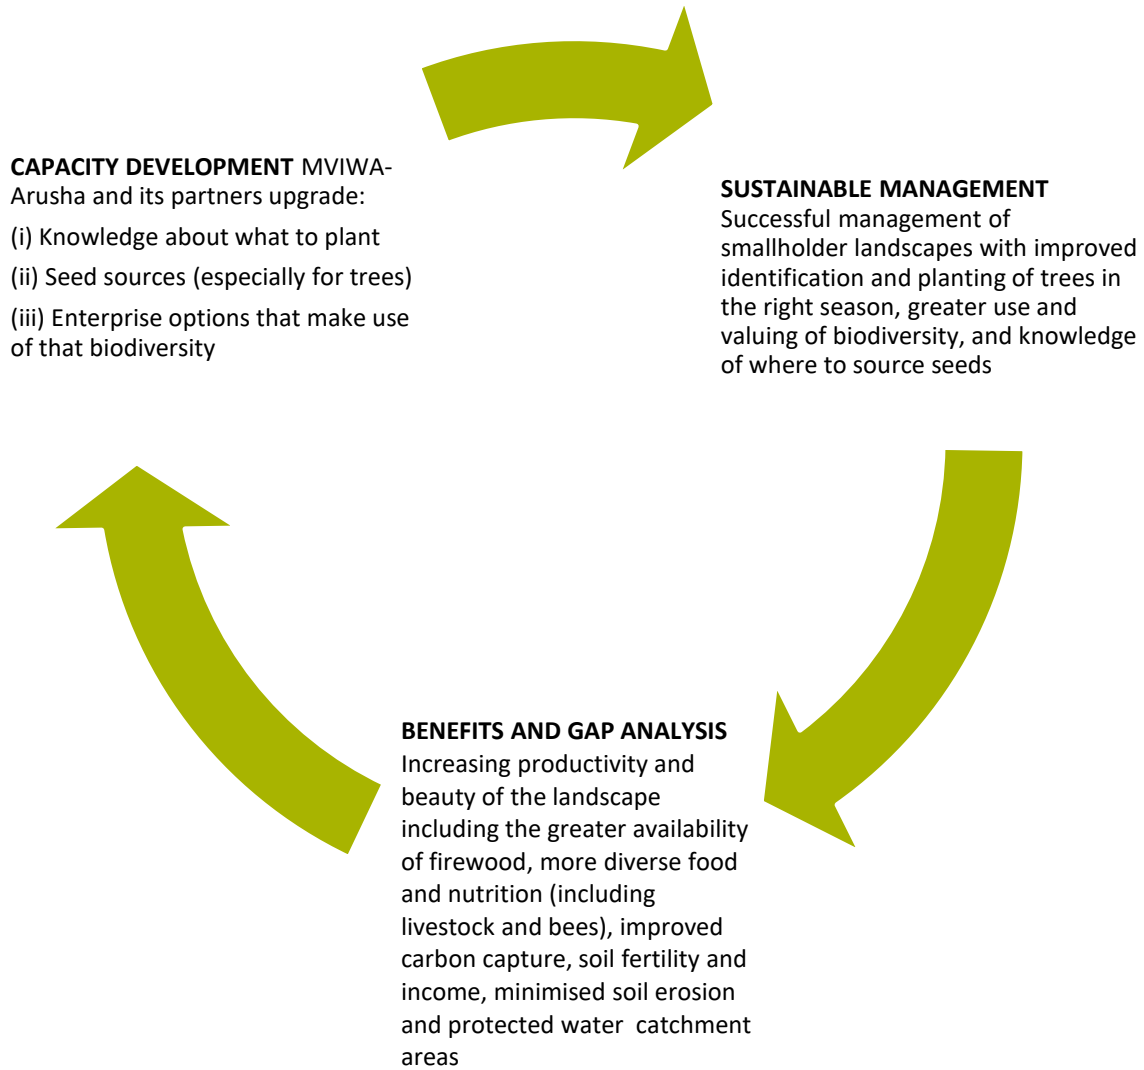 CAPACITY DEVELOPMENT MVIWA-
Arusha and its partners upgrade:
(i) Knowledge about what to plant
(ii) Seed sources (especially for trees)
(iii) Enterprise options that make use
of that biodiversity
SUSTAINABLE MANAGEMENT
Successful management of
smallholder landscapes with improved
identification and planting of trees in
the right season, greater use and
valuing of biodiversity, and knowledge
of where to source seeds
BENEFITS AND GAP ANALYSIS
Increasing productivity and
beauty of the landscape
including the greater availability
of firewood, more diverse food
and nutrition (including
livestock and bees), improved
carbon capture, soil fertility and
income, minimised soil erosion
and protected water catchment
areas